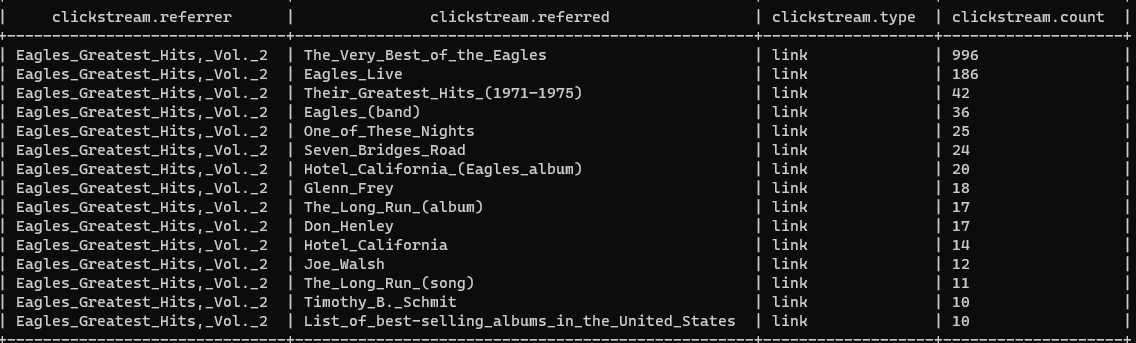 | clickstream.referrer | clickstream.referred | clickstream.type | clickstream.count |
+-------------------------------+----------------------------------------------------+-------------------+--------------------+
| Eagles_Greatest_Hits,_Vol._2 | The_Very_Best_of_the_Eagles | link | 996 |
| Eagles_Greatest_Hits,_Vol._2 | Eagles_Live | link | 186 |
| Eagles_Greatest_Hits,_Vol._2 | Their_Greatest_Hits_(1971–1975) | link | 42 |
| Eagles_Greatest_Hits,_Vol._2 | Eagles_(band) | link | 36 |
| Eagles_Greatest_Hits,_Vol._2 | One_of_These_Nights | link | 25 |
| Eagles_Greatest_Hits,_Vol._2 | Seven_Bridges_Road | link | 24 |
| Eagles_Greatest_Hits,_Vol._2 | Hotel_California_(Eagles_album) | link | 20 |
| Eagles_Greatest_Hits,_Vol._2 | Glenn_Frey | link | 18 |
| Eagles_Greatest_Hits,_Vol._2 | The_Long_Run_(album) | link | 17 |
| Eagles_Greatest_Hits,_Vol._2 | Don_Henley | link | 17 |
| Eagles_Greatest_Hits,_Vol._2 | Hotel_California | link | 14 |
| Eagles_Greatest_Hits,_Vol._2 | Joe_Walsh | link | 12 |
| Eagles_Greatest_Hits,_Vol._2 | The_Long_Run_(song) | link | 11 |
| Eagles_Greatest_Hits,_Vol._2 | Timothy_B._Schmit | link | 10 |
| Eagles_Greatest_Hits,_Vol._2 | List_of_best-selling_albums_in_the_United_States | link | 10 |
+-------------------------------+----------------------------------------------------+-------------------+--------------------+